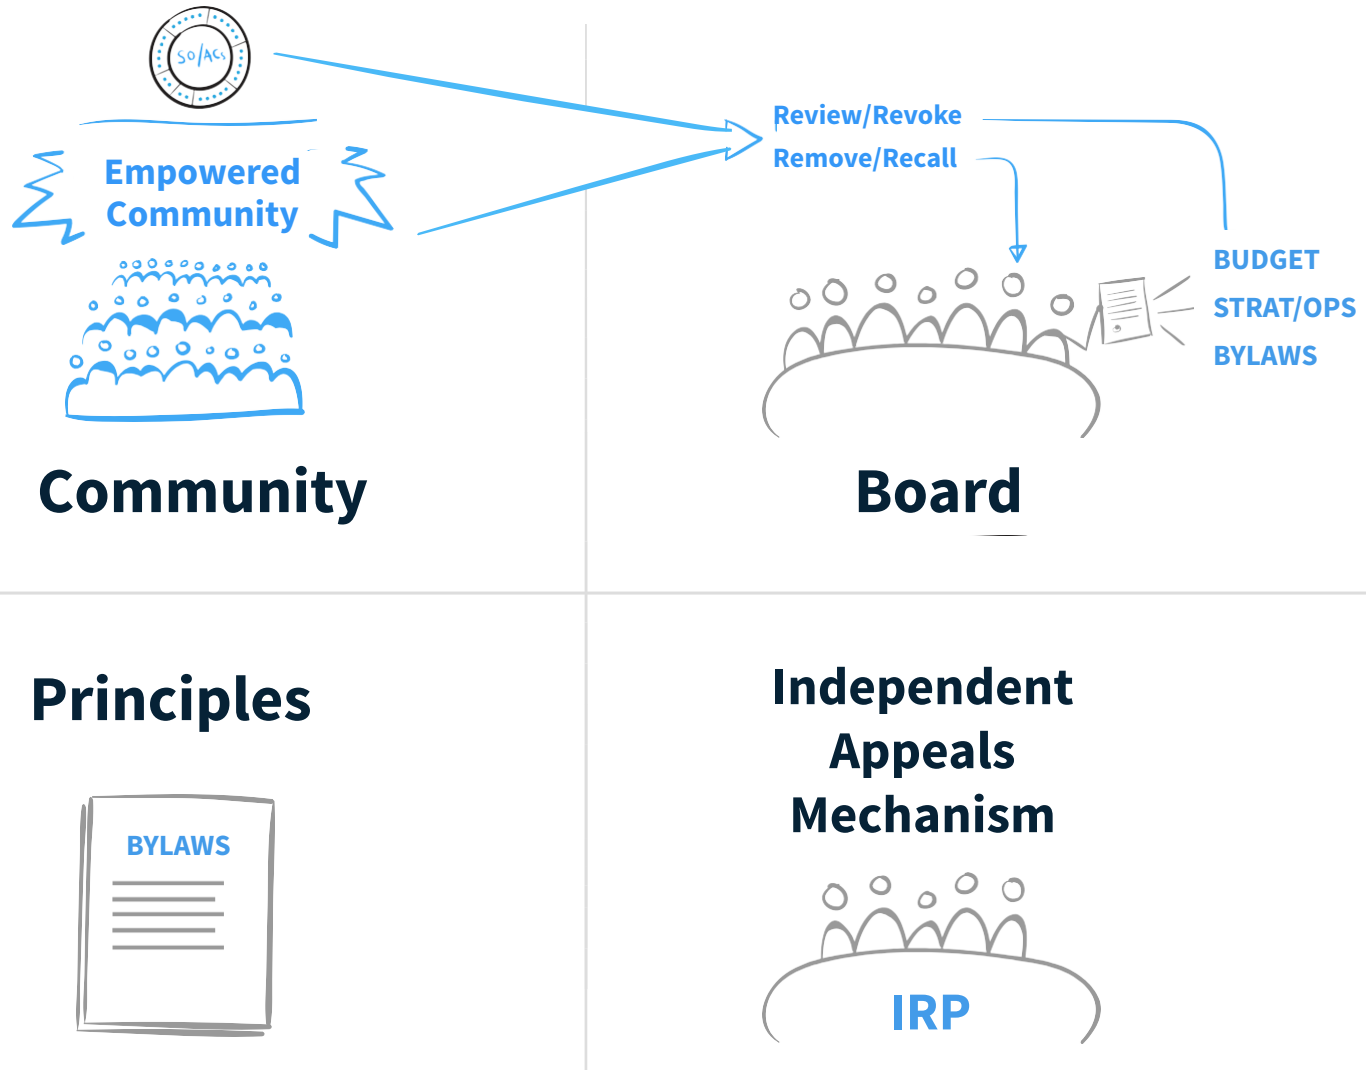 SO/ACs
Empowered
Community
Review/Revoke
Remove/Recall
BUDGET
STRAT/OPS
BYLAWS
Community
Board
Principles
BYLAWS
Independent
Appeals
Mechanism
IRP